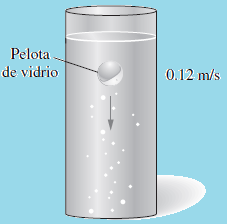 Pelota
de vidrio
0.12 m/s